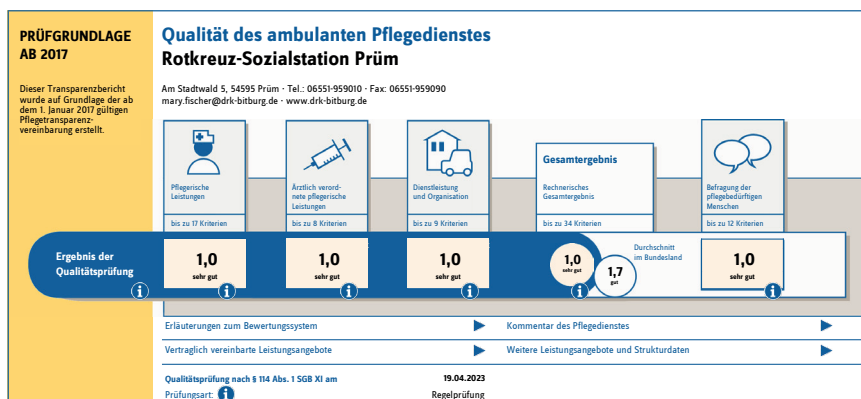 PRÜFGRUNDLAGE
AB 2017
Dieser Transparenzbericht
wurde auf Grundlage der ab
dem 1. Januar 2017 gültigen
Pflegetransparenz-
vereinbarung erstellt.
Qualität des ambulanten Pflegedienstes
Rotkreuz-Sozialstation Prüm
Am Stadtwald 5, 54595 Prüm · Tel.: 06551-959010 · Fax: 06551-959090
mary.fischer@drk-bitburg.de · www.drk-bitburg.de
Pflegerische
Leistungen
bis zu 17 Kriterien
Ärztlich verord-
nete pflegerische
Leistungen
bis zu 8 Kriterien
Dienstleistung
und Organisation
bis zu 9 Kriterien
Gesamtergebnis
Rechnerisches
Gesamtergebnis
bis zu 34 Kriterien
Befragung der
pflegebedürftigen
Menschen
bis zu 12 Kriterien
Ergebnis der
Qualitätsprüfung
i
1,0
sehr gut
i
1,0
sehr gut
i
1,0
sehr gut
i
1,0
sehr gut
i
1,7
gut
Durchschnitt
im Bundesland
1,0
sehr gut
i
Erläuterungen zum Bewertungssystem
Kommentar des Pflegedienstes
Vertraglich vereinbarte Leistungsangebote
Weitere Leistungsangebote und Strukturdaten
Qualitätsprüfung nach § 114 Abs. 1 SGB XI am 19.04.2023
Prüfungsart: i Regelprüfung